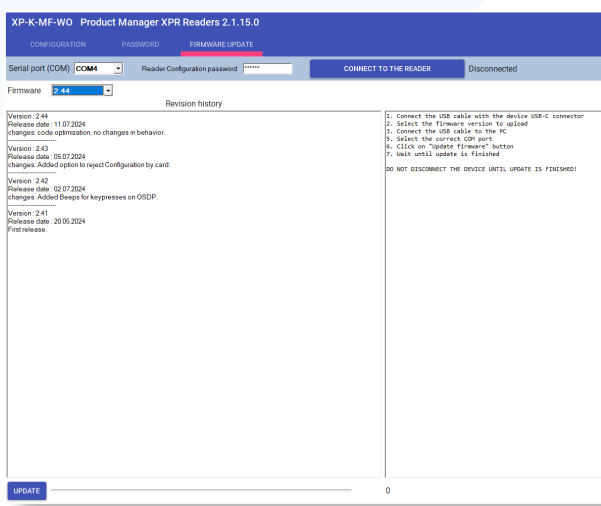 XP-K-MF-WO Product Manager XPR Readers 2.1.15.0
CONFIGURATION PASSWORD FIRMWARE UPDATE
Serial port (COM) COM4 Reader Configuration password ****** CONNECT TO THE READER Disconnected
Firmware 2.44
Revision history
Version : 2.44
Release date : 11.07.2024
changes: code optimization, no changes in behavior.
------------------------
Version : 2.43
Release date : 05.07.2024
changes: Added option to reject Configuration by card.
------------------------
Version : 2.42
Release date : 02.07.2024
changes: Added Beeps for keypresses on OSDP.
------------------------
Version : 2.41
Release date : 20.05.2024
First release.
1. Connect the USB cable with the device USB-C connector
2. Select the firmware version to upload
3. Connect the USB cable to the PC
5. Select the correct COM port
6. Click on "Update firmware" button
7. Wait until update is finished
DO NOT DISCONNECT THE DEVICE UNTIL UPDATE IS FINISHED!
UPDATE 0